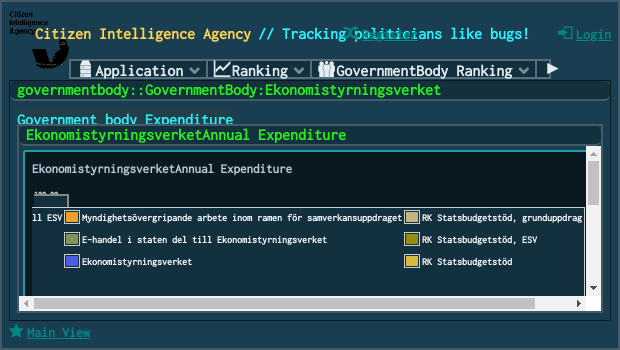 Citizen
Intelligence
Agency
Citizen Intelligence Agency // Tracking politicians like bugs!
Register
Login
Application
Ranking
GovernmentBody Ranking
governmentbody::GovernmentBody:Ekonomistyrningsverket
Government body Expenditure
EkonomistyrningsverketAnnual Expenditure
EkonomistyrningsverketAnnual Expenditure
ll ESV
Myndighetsövergripande arbete inom ramen för samverkansuppdraget
RK Statsbudgetstöd, grunduppdrag
E-handel i staten del till Ekonomistyrningsverket
RK Statsbudgetstöd, ESV
Ekonomistyrningsverket
RK Statsbudgetstöd
Main View